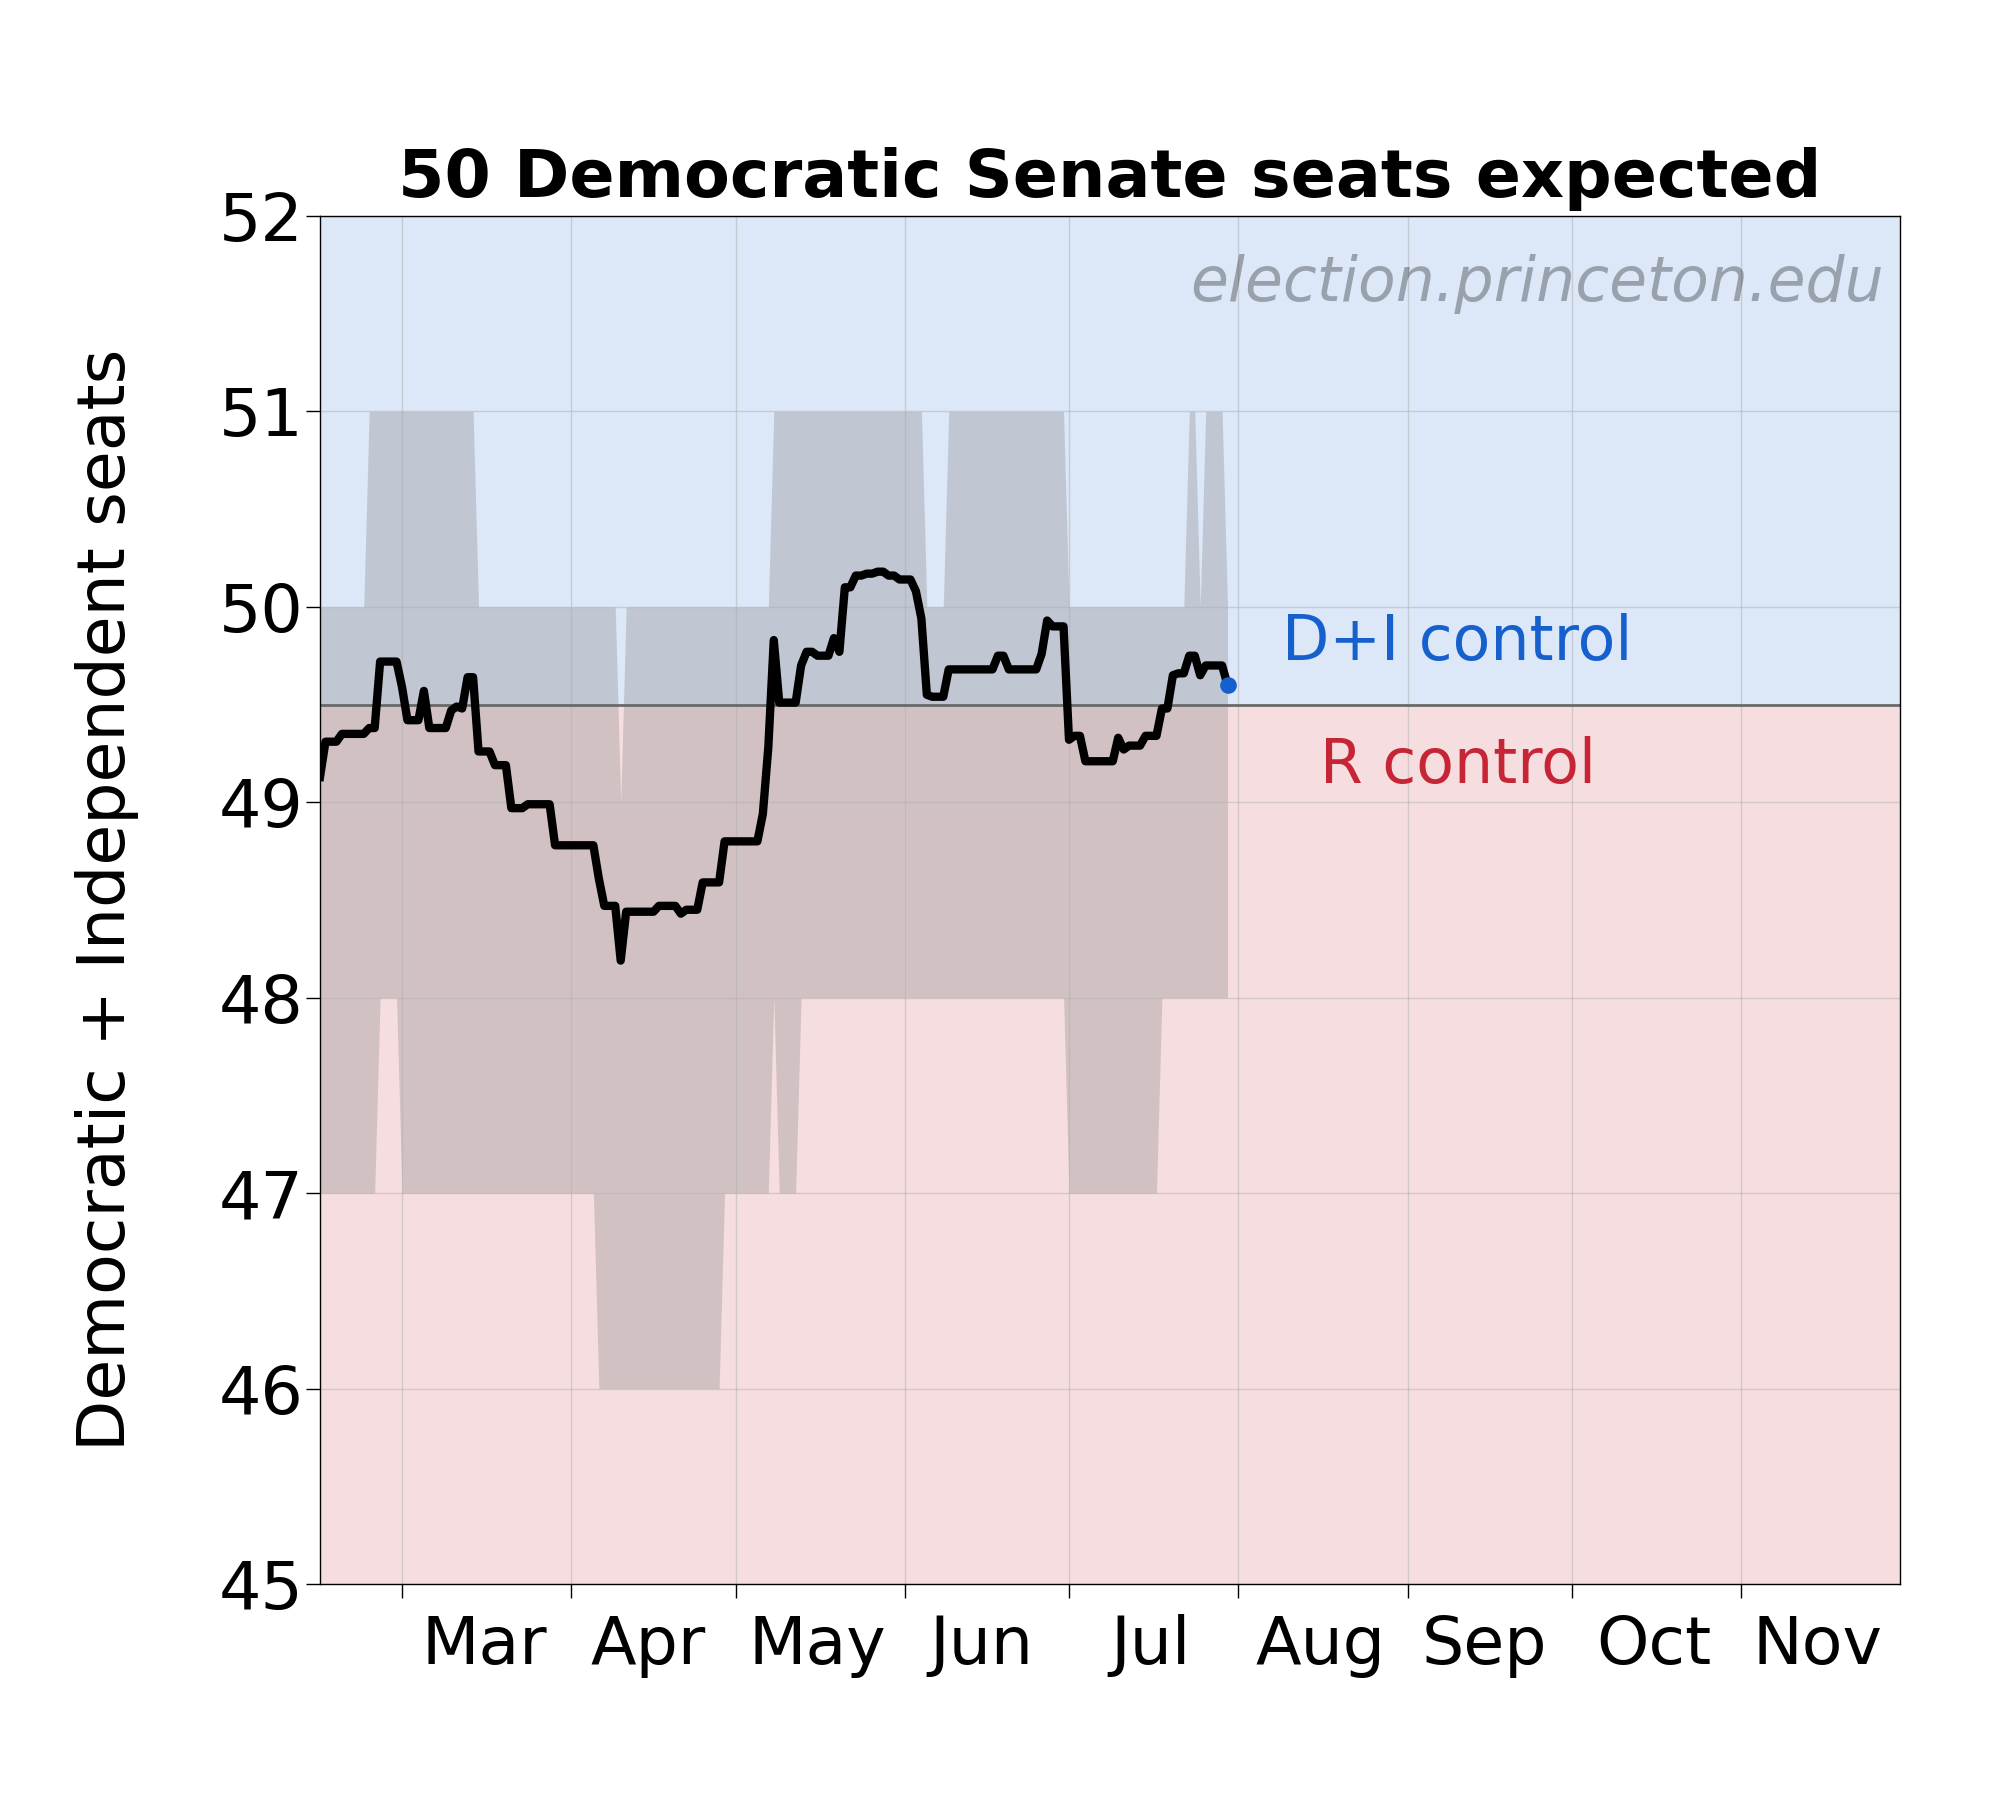 50 Democratic Senate seats expected
52
election.princeton.edu
51
50
D+I control
R control
49
48
47
46
45
Democratic + Independent seats
Mar Apr May Jun Jul Aug Sep Oct Nov